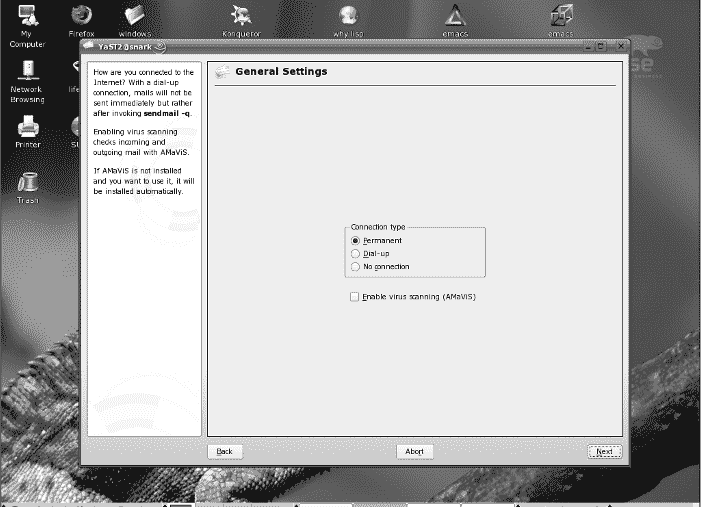 My
Computer
Firefox
windows
Konqueror
why.lisp
emacs
emacs
YaST2@snark
Network
Browsing
Printer
Trash
How are you connected to the
Internet? With a dial-up
connection, mails will not be
sent immediately but rather
after invoking sendmail -q.
Enabling virus scanning
checks incoming and
outgoing mail with AMaViS.
If AMaViS is not installed
and you want to use it, it will
be installed automatically.
General Settings
Connection type
Permanent
Dial-up
No connection
Enable virus scanning (AMaViS)
Back
Abort
Next